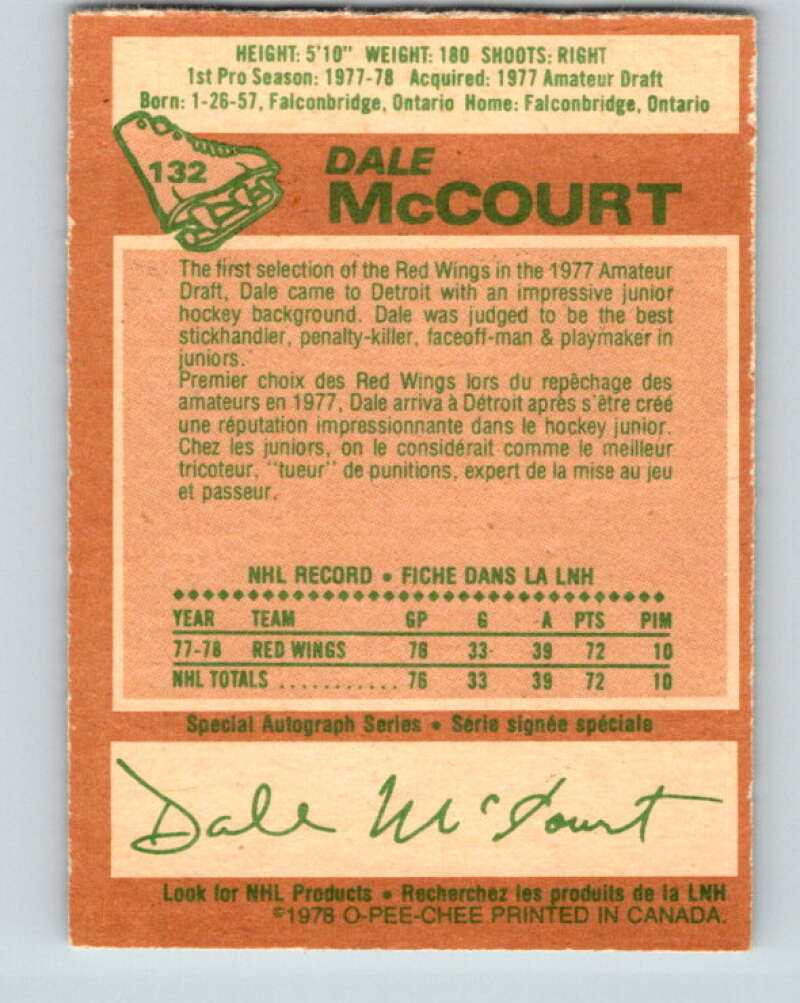 HEIGHT: 5'10" WEIGHT: 180 SHOOTS: RIGHT
1st Pro Season: 1977-78 Acquired: 1977 Amateur Draft
Born: 1-26-57, Falconbridge, Ontario Home: Falconbridge, Ontario
132
DALE
McCOURT
The first selection of the Red Wings in the 1977 Amateur
Draft, Dale came to Detroit with an impressive junior
hockey background. Dale was judged to be the best
stickhandler, penalty-killer, faceoff-man & playmaker in
juniors.
Premier choix des Red Wings lors du repêchage des
amateurs en 1977, Dale arriva à Détroit après s'être créé
une réputation impressionnante dans le hockey junior.
Chez les juniors, on le considérait comme le meilleur
tricoteur, "tueur" de punitions, expert de la mise au jeu
et passeur.
NHL RECORD • FICHE DANS LA LNH
YEAR TEAM GP G A PTS PIM
77-78 RED WINGS 76 33 39 72 10
NHL TOTALS ........... 76 33 39 72 10
Special Autograph Series • Série signée spéciale
Dale McCourt
Look for NHL Products • Recherchez les produits de la LNH
©1978 O-PEE-CHEE PRINTED IN CANADA.